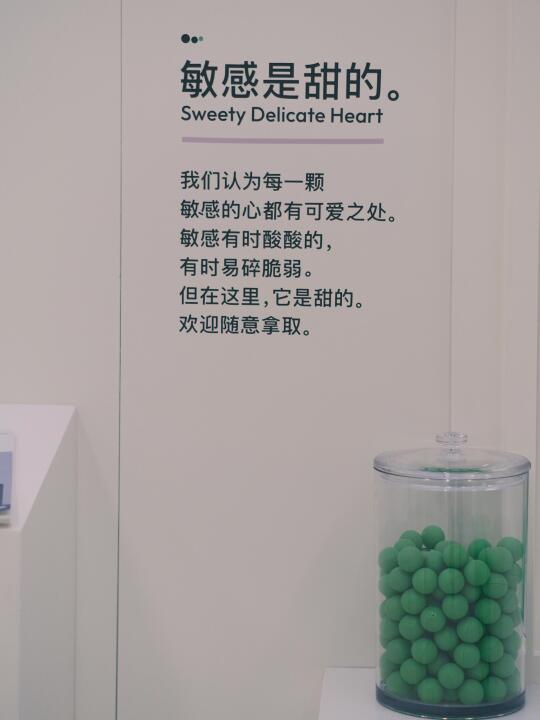 敏感是甜的。
Sweety Delicate Heart
我们认为每一颗
敏感的心都有可爱之处。
敏感有时酸酸的，
有时易碎脆弱。
但在这里，它是甜的。
欢迎随意拿取。